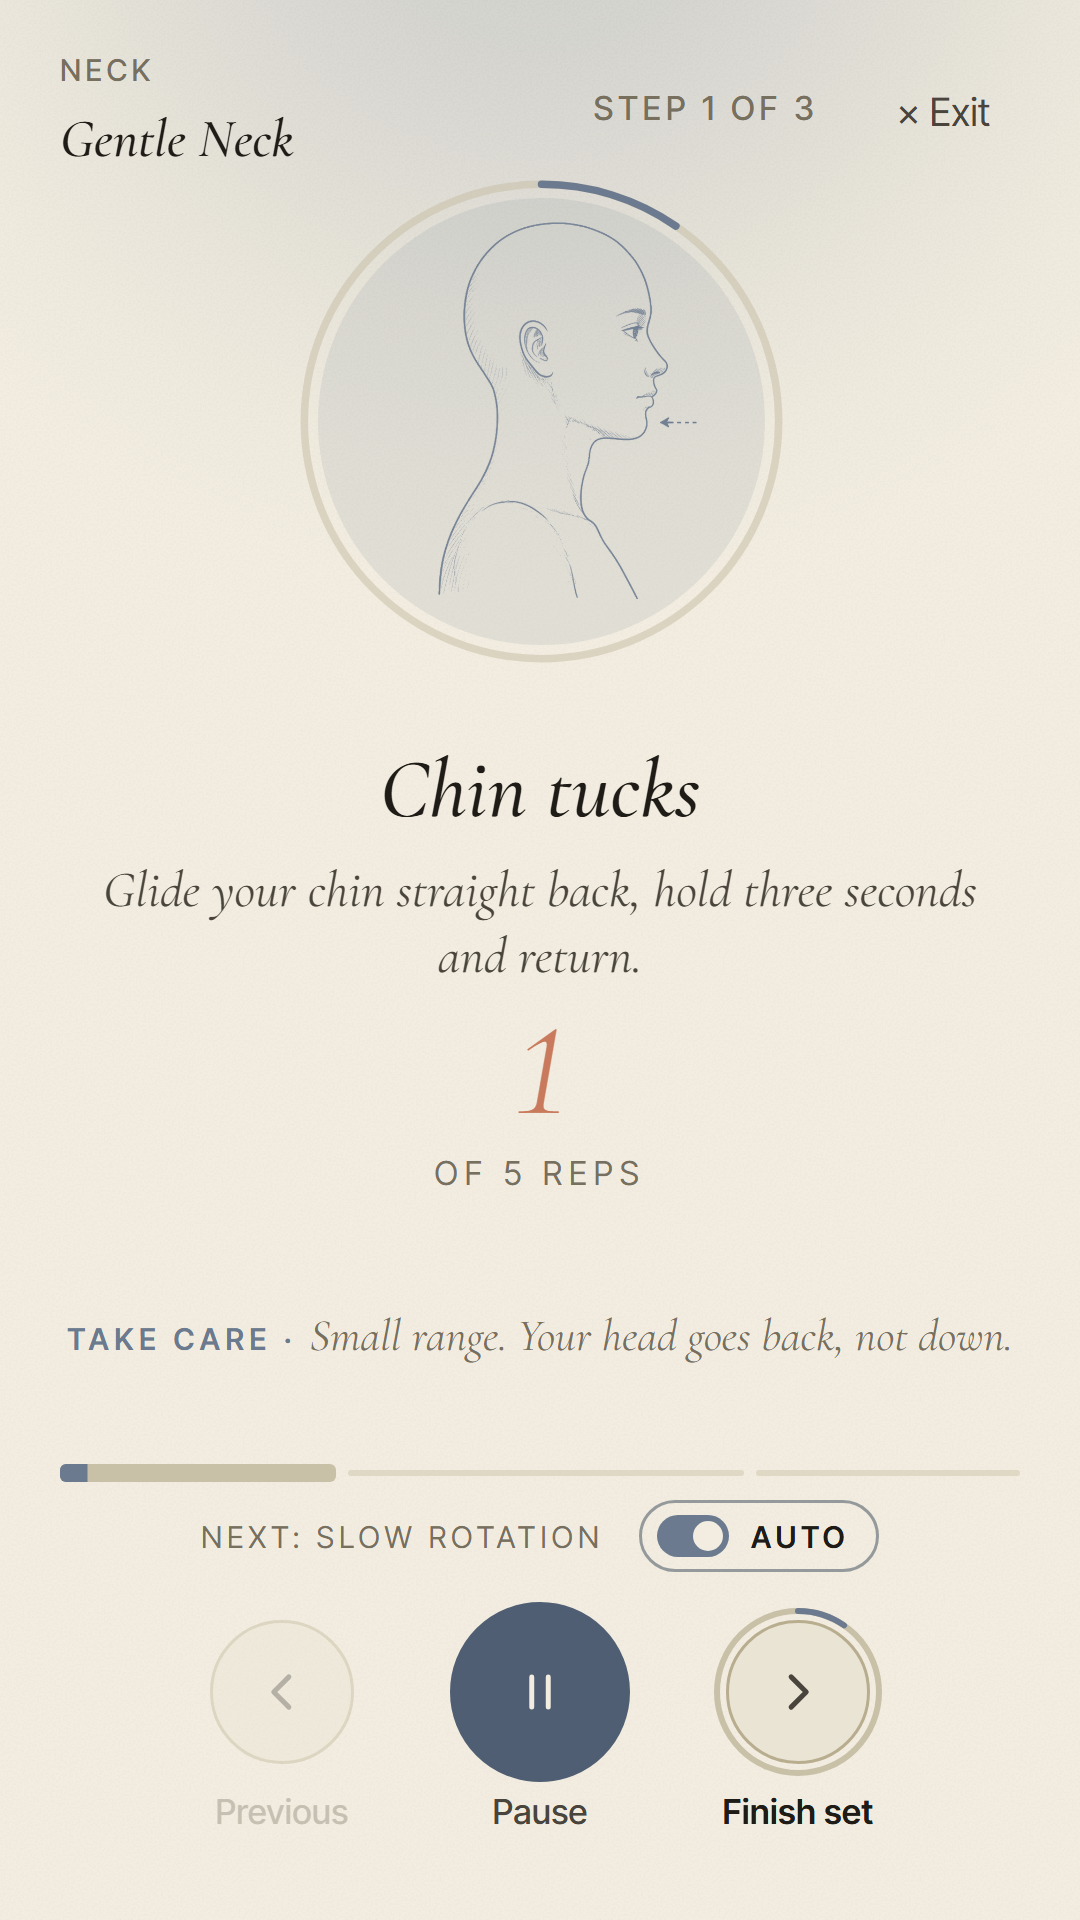 NECK
Gentle Neck
STEP 1 OF 3
× Exit
Chin tucks
Glide your chin straight back, hold three seconds
and return.
1
OF 5 REPS
TAKE CARE · Small range. Your head goes back, not down.
NEXT: SLOW ROTATION
AUTO
Previous
Pause
Finish set